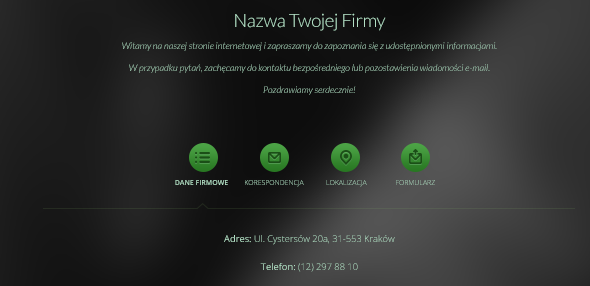 Nazwa Twojej Firmy
Witamy na naszej stronie internetowej i zapraszamy do zapoznania się z udostępnionymi informacjami.
W przypadku pytań, zachęcamy do kontaktu bezpośredniego lub pozostawienia wiadomości e-mail.
Pozdrawiamy serdecznie!
DANE FIRMOWE KORESPONDENCJA LOKALIZACJA FORMULARZ
Adres: Ul. Cystersów 20a, 31-553 Kraków
Telefon: (12) 297 88 10